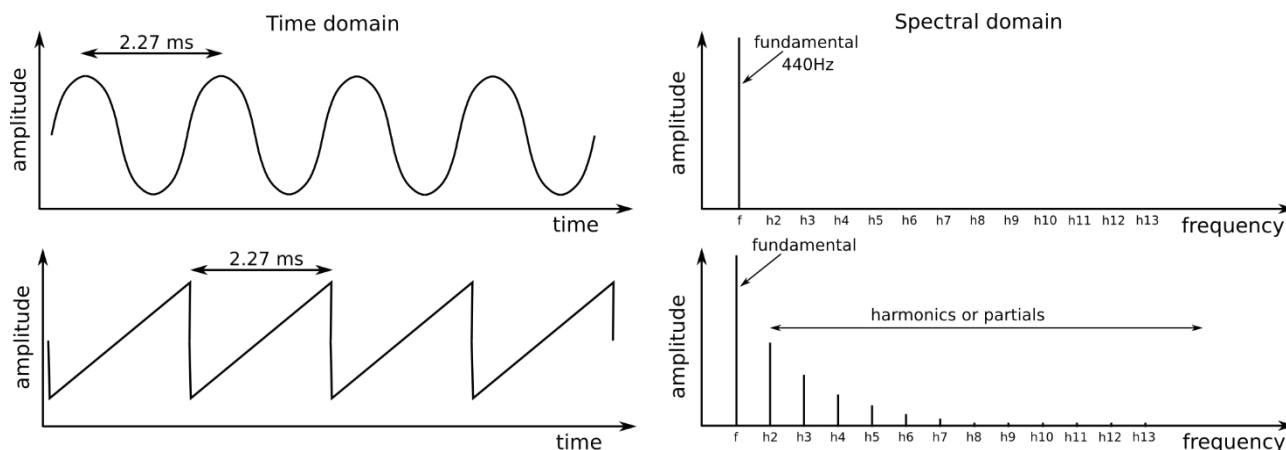 Time domain
2.27 ms
amplitude
time
Spectral domain
fundamental
440Hz
amplitude
f h2 h3 h4 h5 h6 h7 h8 h9 h10 h11 h12 h13
frequency
2.27 ms
amplitude
time
fundamental
harmonics or partials
amplitude
f h2 h3 h4 h5 h6 h7 h8 h9 h10 h11 h12 h13
frequency